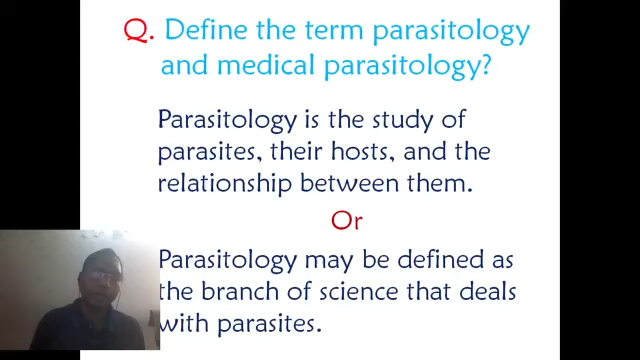 Q. Define the term parasitology
and medical parasitology?
Parasitology is the study of
parasites, their hosts, and the
relationship between them.
Or
Parasitology may be defined as
the branch of science that deals
with parasites.